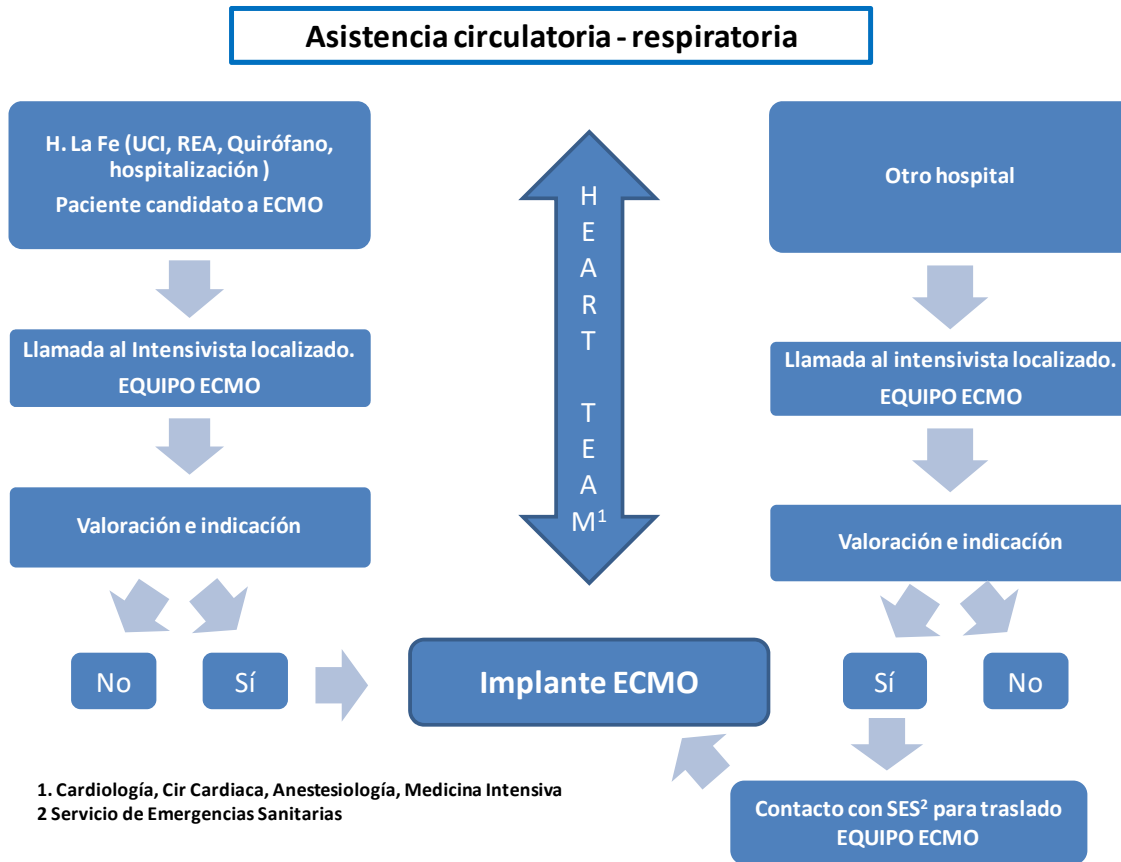 Asistencia circulatoria - respiratoria
H. La Fe (UCI, REA, Quirófano,
hospitalización )
Paciente candidato a ECMO
Llamada al Intensivista localizado.
EQUIPO ECMO
Valoración e indicación
No
Sí
H
E
A
R
T
T
E
A
M¹
Implante ECMO
Otro hospital
Llamada al intensivista localizado.
EQUIPO ECMO
Valoración e indicación
Sí
No
Contacto con SES² para traslado
EQUIPO ECMO
1. Cardiología, Cir Cardiaca, Anestesiología, Medicina Intensiva
2 Servicio de Emergencias Sanitarias